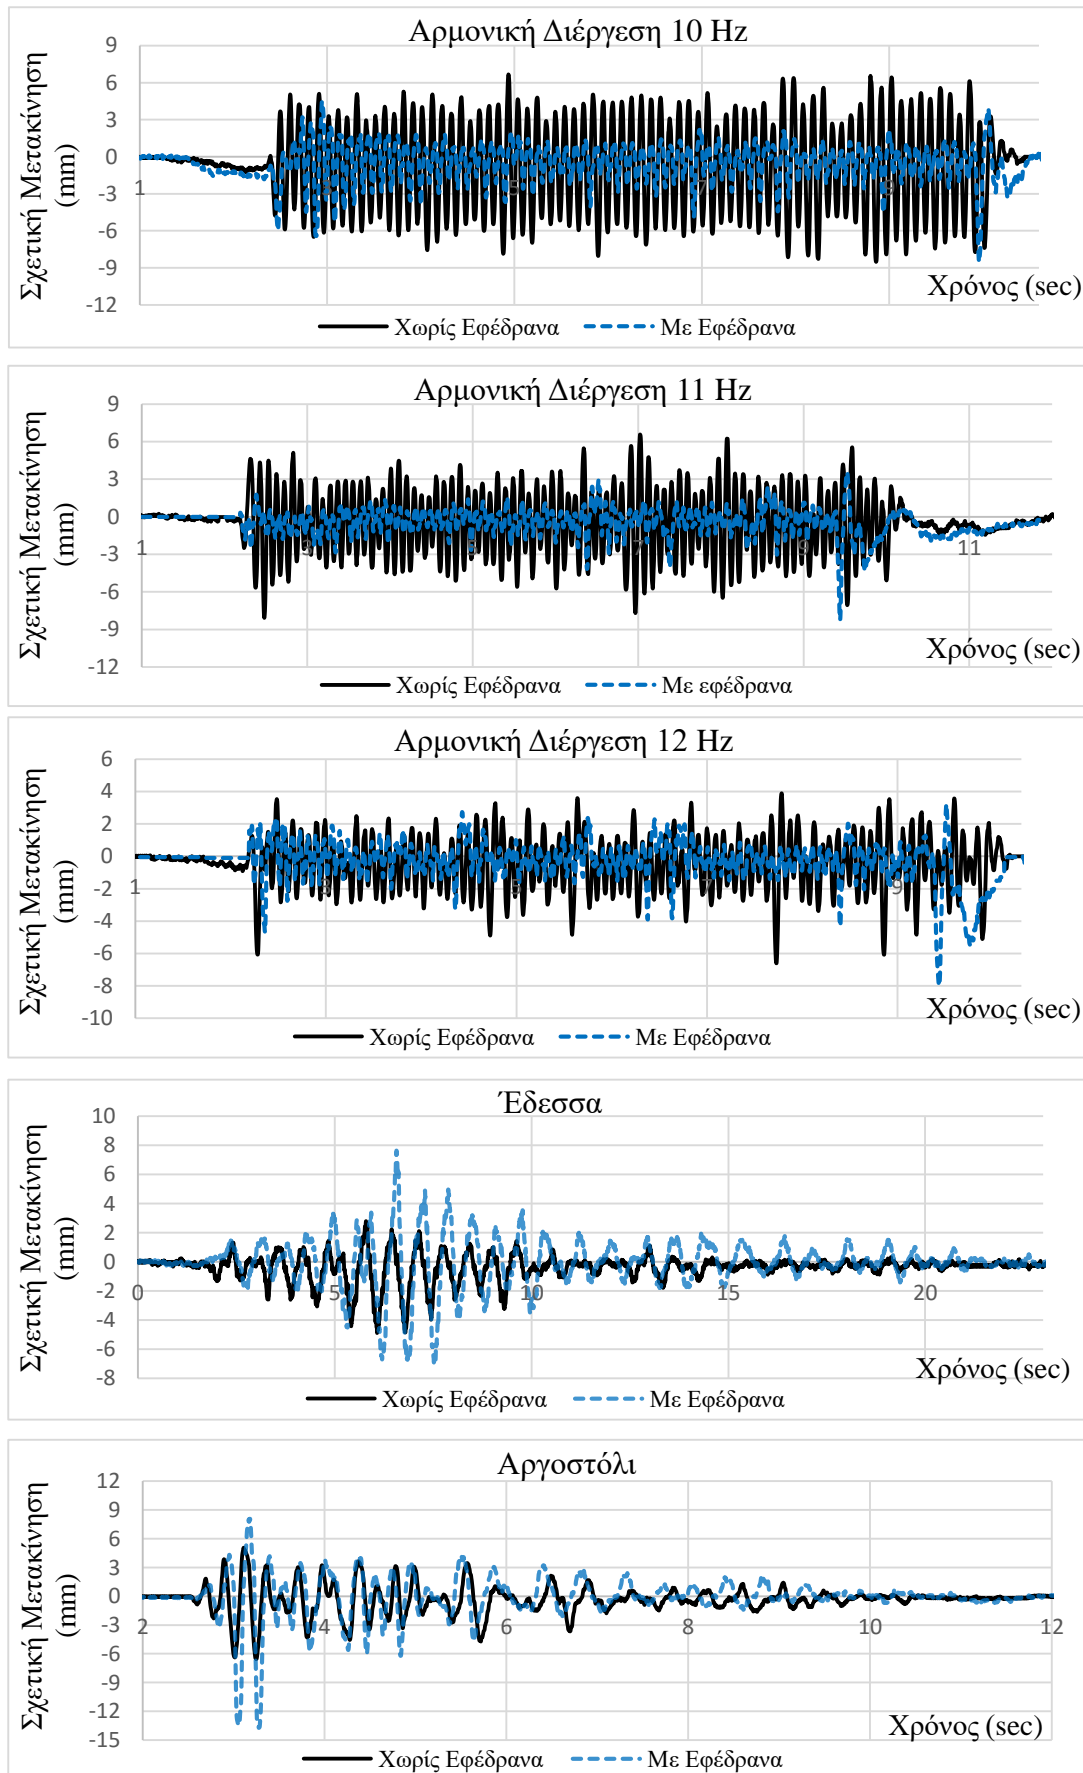 Αρμονική Διέργεση 10 Hz
Σχετική Μετακίνηση
(mm)
9
6
3
0
-3
-6
-9
-12
1
3
5
7
9
Χρόνος (sec)
Χωρίς Εφέδρανα
Με Εφέδρανα
Αρμονική Διέργεση 11 Hz
Σχετική Μετακίνηση
(mm)
9
6
3
0
-3
-6
-9
-12
1
3
5
7
9
11
Χρόνος (sec)
Χωρίς Εφέδρανα
Με εφέδρανα
Αρμονική Διέργεση 12 Hz
Σχετική Μετακίνηση
(mm)
6
4
2
0
-2
-4
-6
-8
-10
1
3
5
7
9
Χρόνος (sec)
Χωρίς Εφέδρανα
Με Εφέδρανα
Έδεσσα
Σχετική Μετακίνηση
(mm)
10
8
6
4
2
0
-2
-4
-6
-8
0
5
10
15
20
Χρόνος (sec)
Χωρίς Εφέδρανα
Με Εφέδρανα
Αργοστόλι
Σχετική Μετακίνηση
(mm)
12
9
6
3
0
-3
-6
-9
-12
-15
2
4
6
8
10
12
Χρόνος (sec)
Χωρίς Εφέδρανα
Με Εφέδρανα